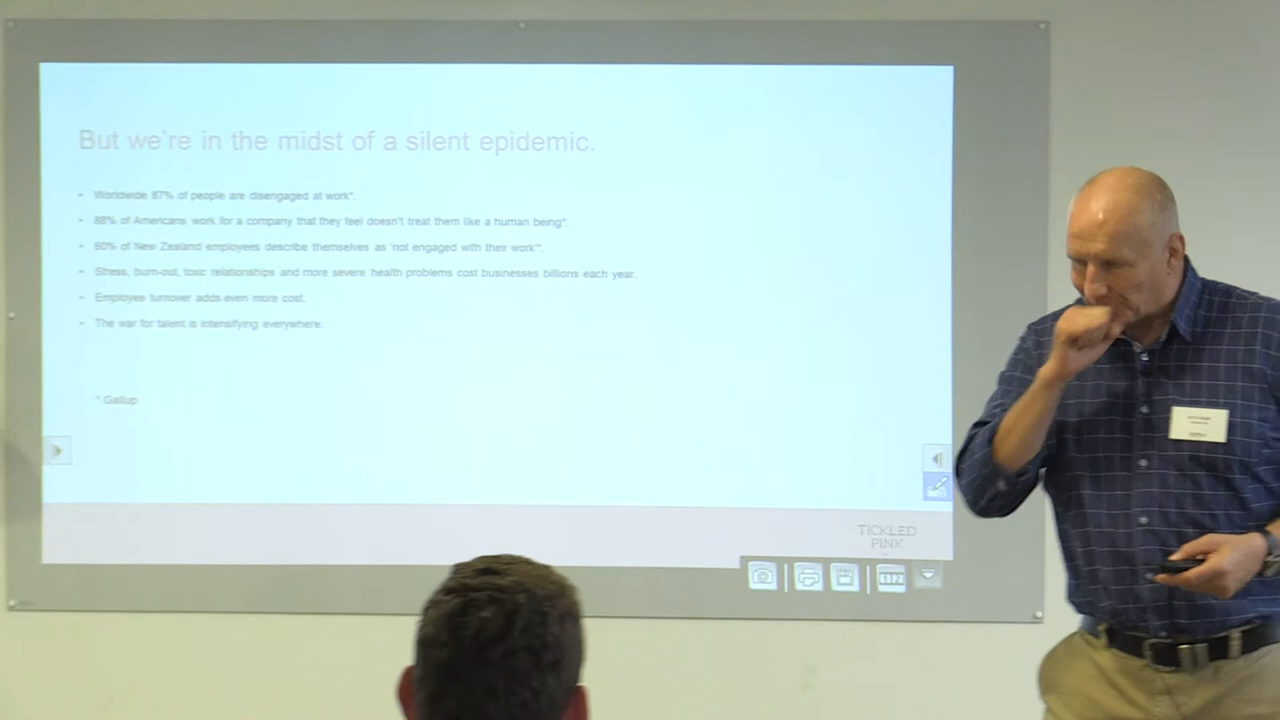 But we're in the midst of a silent epidemic.
- Worldwide 87% of people are disengaged at work*.
- 88% of Americans work for a company that they feel doesn't treat them like a human being*.
- 60% of New Zealand employees describe themselves as 'not engaged with their work'*.
- Stress, burn-out, toxic relationships and more severe health problems cost businesses billions each year.
- Employee turnover adds even more cost.
- The war for talent is intensifying everywhere.
* Gallup
TICKLED
PINK